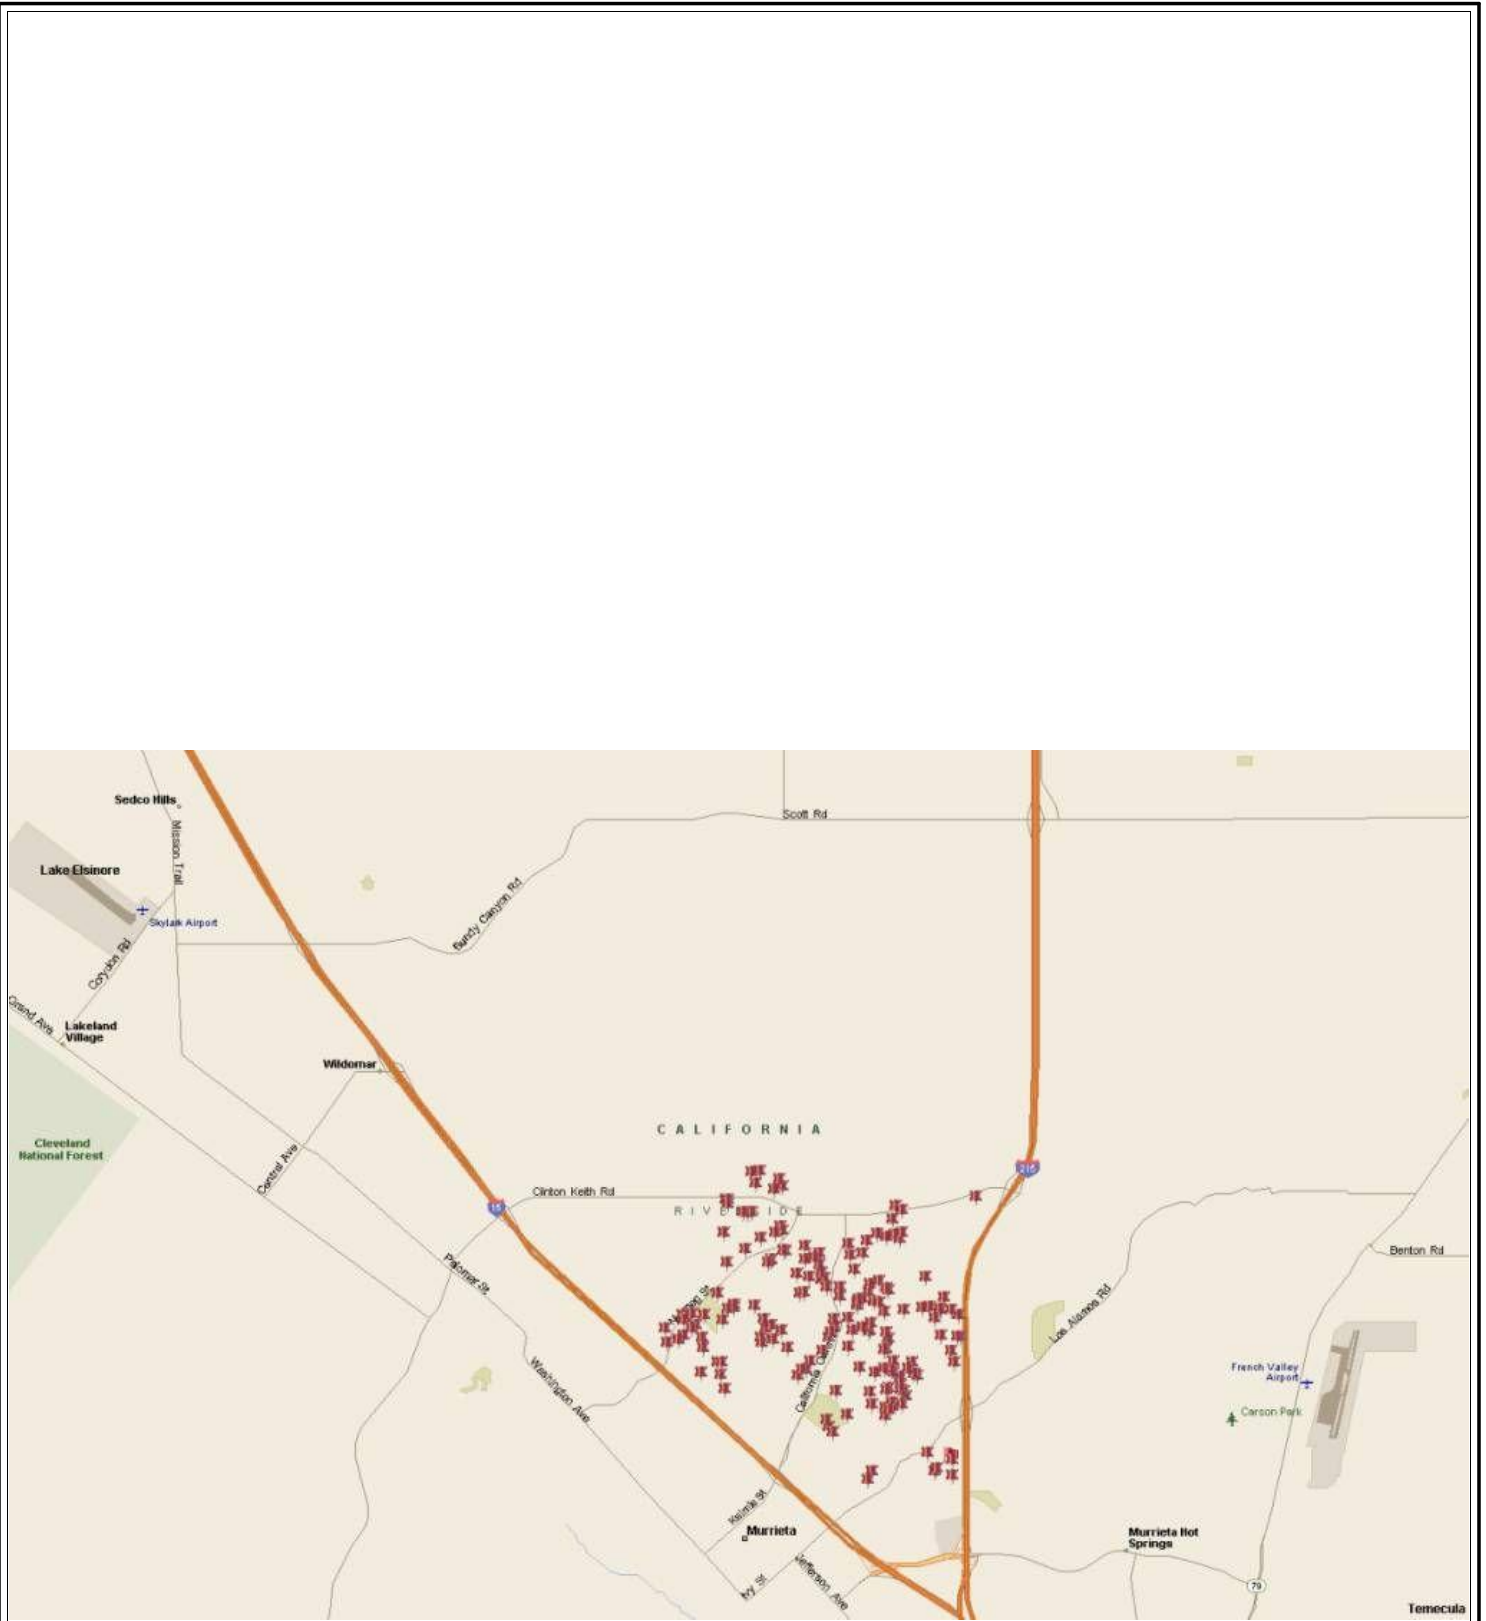 Scott Rd
Sedco Hills
Mission Trail
Lake Elsinore
Skylark Airport
Bundy Canyon Rd
Corydon Rd
Grand Ave
Lakeland
Village
Wildomar
CALIFORNIA
Cleveland
National Forest
Central Ave
Clinton Keith Rd
15
215
Palomar St
Benton Rd
Los Alamos Rd
Washington Ave
French Valley
Airport
Carson Park
Kalmia St
Murrieta
Murrieta Hot
Springs
Ivy St
Jefferson Ave
79
Temecula